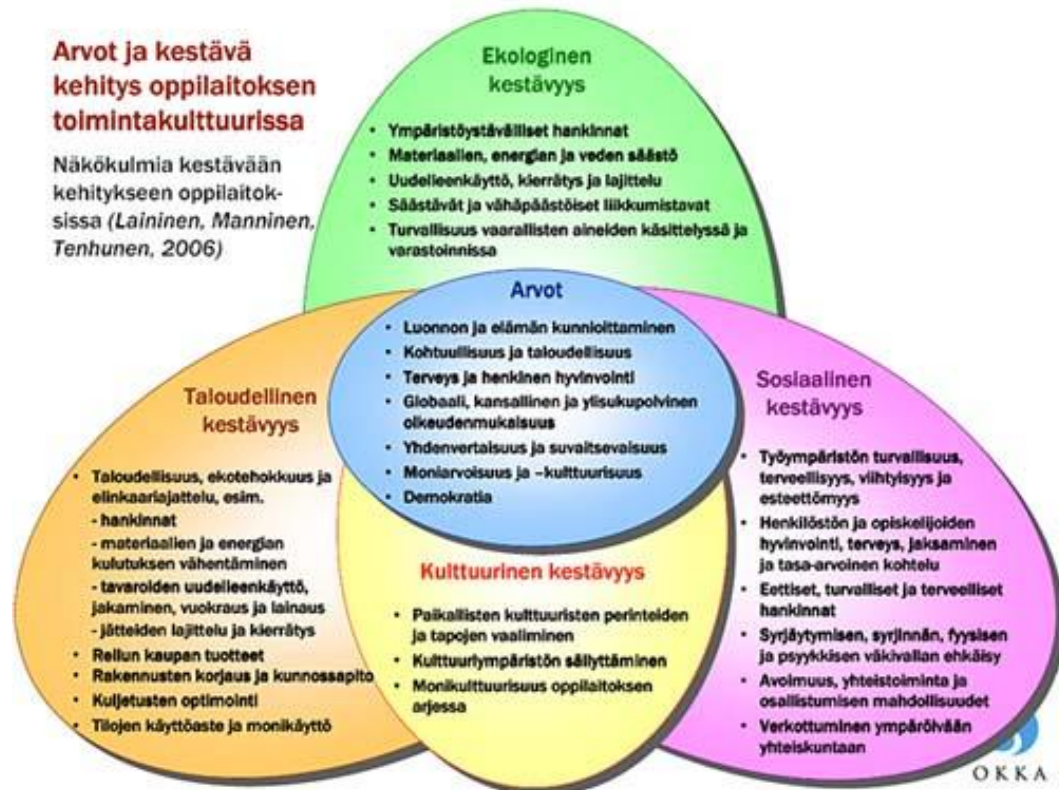 Arvot ja kestävä
kehitys oppilaitoksen
toimintakulttuurissa
Näkökulmia kestävään
kehitykseen oppilaitok-
sissa (Laininen, Manninen,
Tenhunen, 2006)
Ekologinen
kestävyys
• Ympäristöystävälliset hankinnat
• Materiaalien, energian ja veden säästö
• Uudelleenkäyttö, kierrätys ja lajittelu
• Säästävät ja vähäpäästöiset liikkumistavat
• Turvallisuus vaarallisten aineiden käsittelyssä ja
varastoinnissa
Arvot
• Luonnon ja elämän kunnioittaminen
• Kohtuullisuus ja taloudellisuus
• Terveys ja henkinen hyvinvointi
• Globaali, kansallinen ja ylisukupolvinen
oikeudenmukaisuus
• Yhdenvertaisuus ja suvaitsevaisuus
• Moniarvoisuus ja –kulttuurisuus
• Demokratia
Taloudellinen
kestävyys
• Taloudellisuus, ekotehokkuus ja
elinkaariajattelu, esim.
- hankinnat
- materiaalien ja energian
kulutuksen vähentäminen
- tavaroiden uudelleenkäyttö,
jakaminen, vuokraus ja lainaus
- jätteiden lajittelu ja kierrätys
• Reilun kaupan tuotteet
• Rakennusten korjaus ja kunnossapito
• Kuljetusten optimointi
• Tilojen käyttöaste ja monikäyttö
Kulttuurinen kestävyys
• Paikallisten kulttuuristen perinteiden
ja tapojen vaaliminen
• Kulttuuriympäristön säilyttäminen
• Monikulttuurisuus oppilaitoksen
arjessa
Sosiaalinen
kestävyys
• Työympäristön turvallisuus,
terveellisyys, viihtyisyys ja
esteettömyys
• Henkilöstön ja opiskelijoiden
hyvinvointi, terveys, jaksaminen
ja tasa-arvoinen kohtelu
• Eettiset, turvalliset ja terveelliset
hankinnat
• Syrjäytymisen, syrjinnän, fyysisen
ja psyykkisen väkivallan ehkäisy
• Avoimuus, yhteistoiminta ja
osallistumisen mahdollisuudet
• Verkottuminen ympäröivään
yhteiskuntaan
OKKA